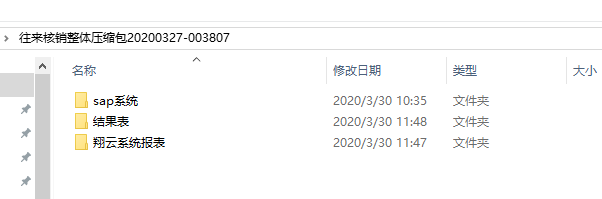 往来核销整体压缩包20200327-003807
名称 修改日期 类型 大小
sap系统 2020/3/30 10:35 文件夹
结果表 2020/3/30 11:48 文件夹
翔云系统报表 2020/3/30 11:47 文件夹